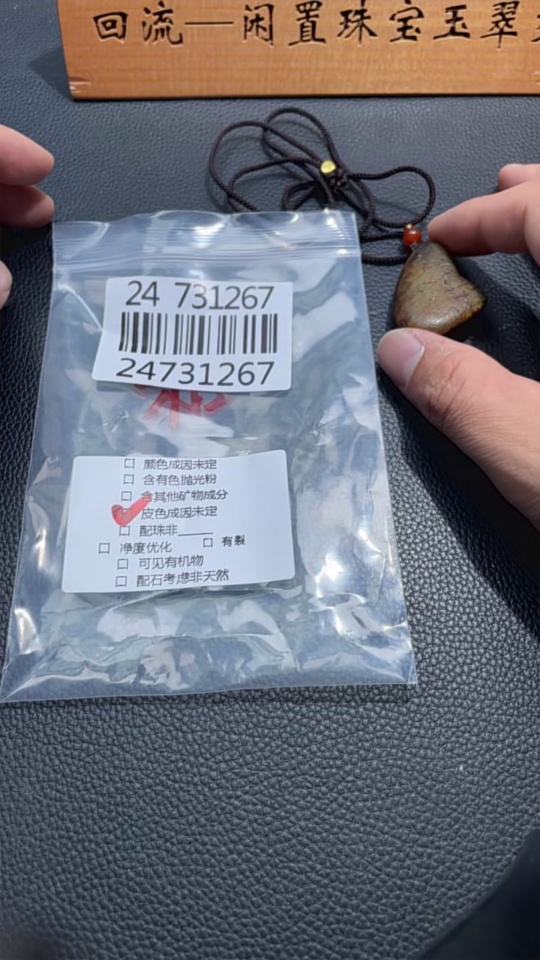 回流—闲置珠宝玉翠
24 731267
24731267
□ 颜色成因未定
□ 含有色抛光粉
□ 含其他矿物成分
皮色成因未定
□ 配珠非___
□ 净度优化 □ 有裂
□ 可见有机物
□ 配石考虑非天然